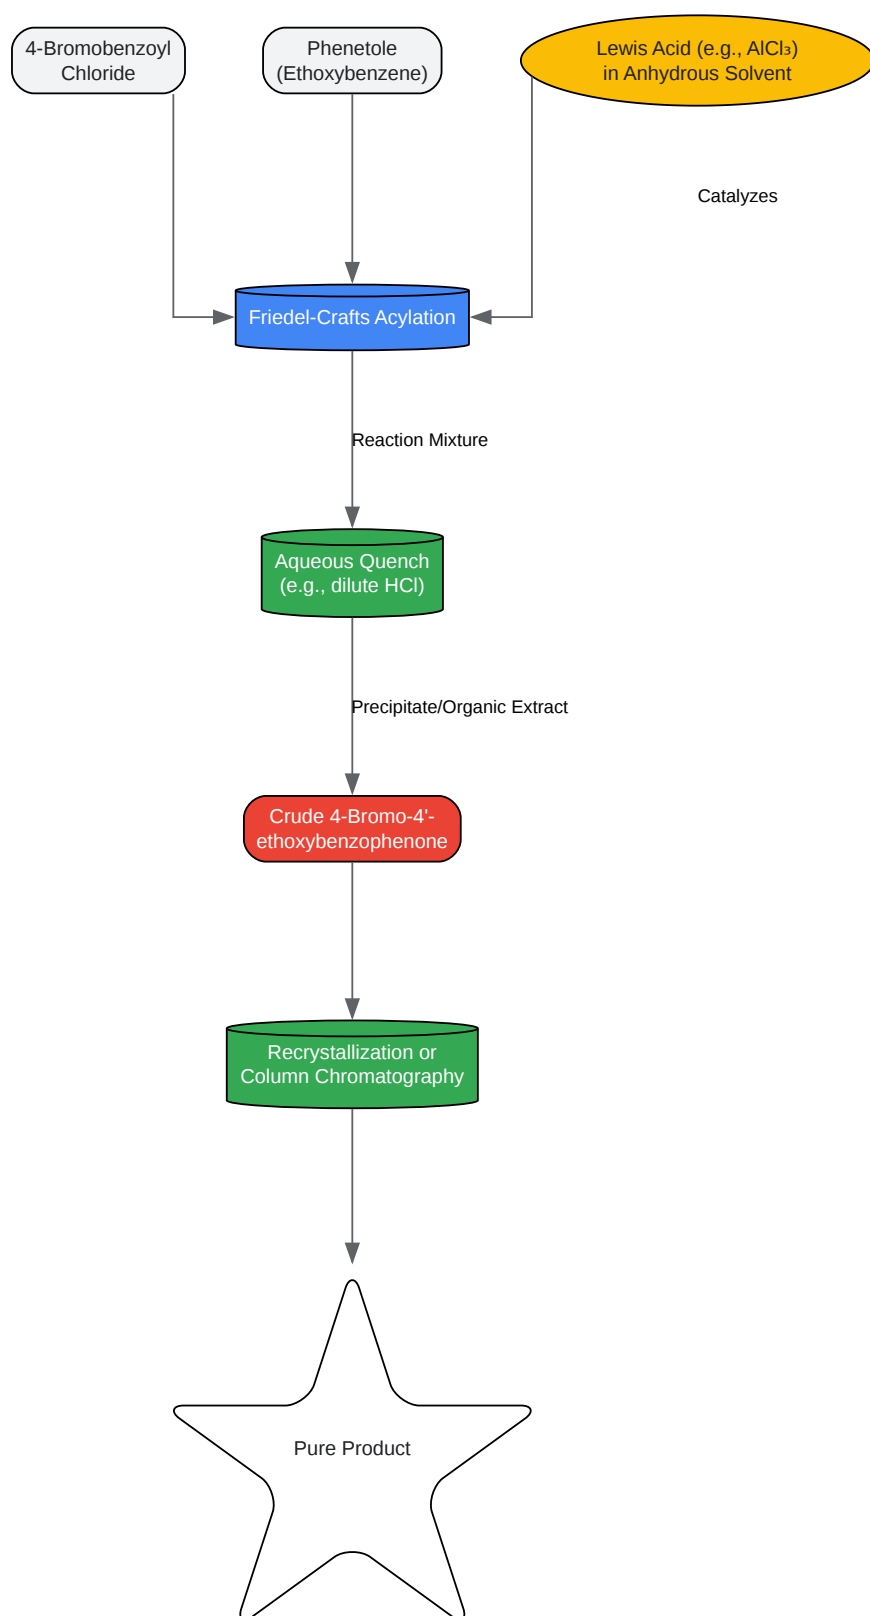 4-Bromobenzoyl
Chloride
Phenetole
(Ethoxybenzene)
Lewis Acid (e.g., AlCl₃)
in Anhydrous Solvent
Catalyzes
Friedel-Crafts Acylation
Reaction Mixture
Aqueous Quench
(e.g., dilute HCl)
Precipitate/Organic Extract
Crude 4-Bromo-4'-
ethoxybenzophenone
Recrystallization or
Column Chromatography
Pure Product